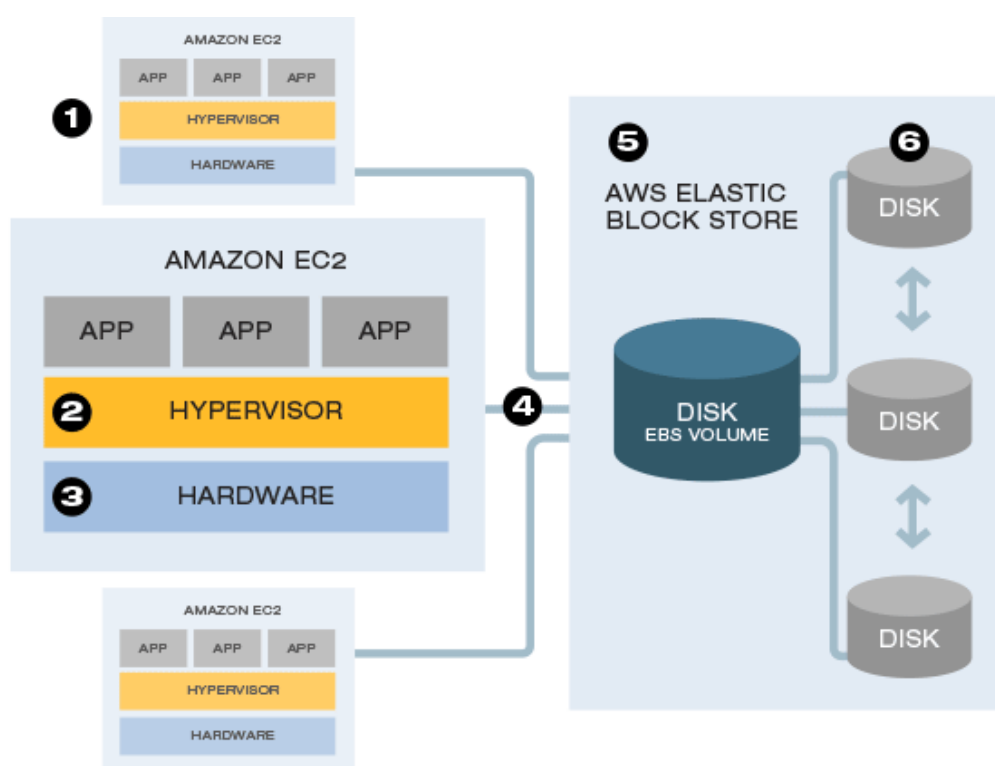 AMAZON EC2
APP APP APP
1
HYPERVISOR
HARDWARE
AMAZON EC2
APP APP APP
2 HYPERVISOR
3 HARDWARE
4
AMAZON EC2
APP APP APP
HYPERVISOR
HARDWARE
5
AWS ELASTIC
BLOCK STORE
DISK
EBS VOLUME
6
DISK
DISK
DISK